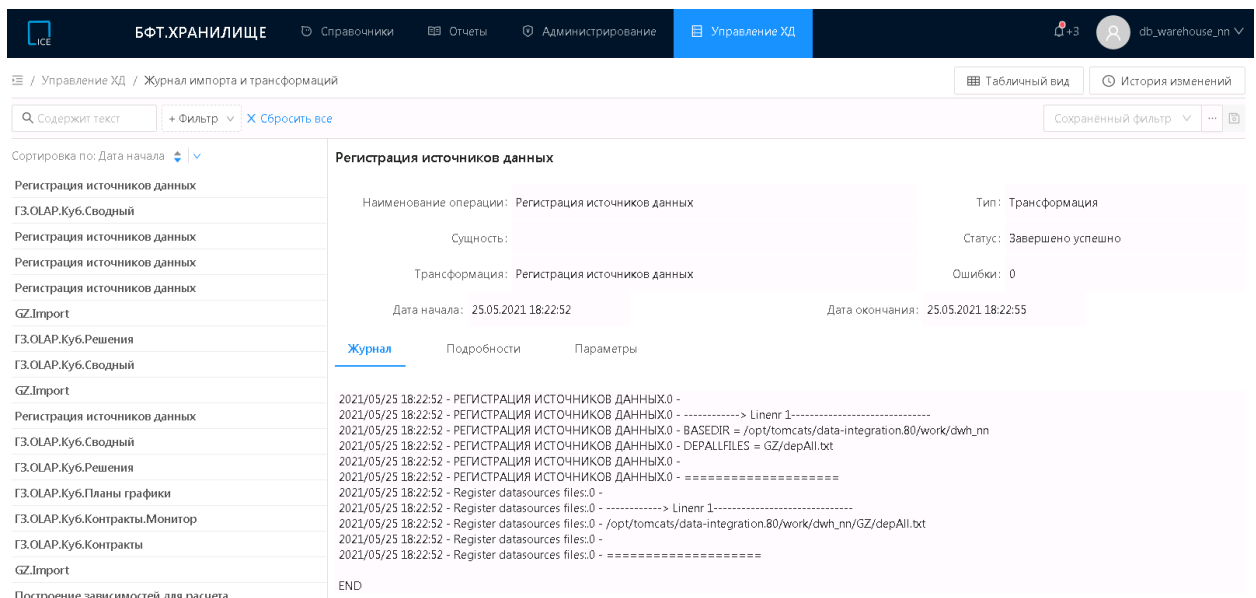 ICE БФТ.ХРАНИЛИЩЕ Справочники Отчеты Администрирование Управление ХД +3 db_warehouse_nn
/ Управление ХД / Журнал импорта и трансформаций Табличный вид История изменений
Содержит текст + Фильтр X Сбросить все Сохранённый фильтр ...
Сортировка по: Дата начала
Регистрация источников данных
ГЗ.OLAP.Куб.Сводный
Регистрация источников данных
Регистрация источников данных
Регистрация источников данных
GZ.Import
ГЗ.OLAP.Куб.Решения
ГЗ.OLAP.Куб.Сводный
GZ.Import
Регистрация источников данных
ГЗ.OLAP.Куб.Сводный
ГЗ.OLAP.Куб.Решения
ГЗ.OLAP.Куб.Планы графики
ГЗ.OLAP.Куб.Контракты.Монитор
ГЗ.OLAP.Куб.Контракты
GZ.Import
Построение зависимостей для расчета
Регистрация источников данных
Наименование операции: Регистрация источников данных Тип: Трансформация
Сущность: Статус: Завершено успешно
Трансформация: Регистрация источников данных Ошибки: 0
Дата начала: 25.05.2021 18:22:52 Дата окончания: 25.05.2021 18:22:55
Журнал Подробности Параметры
2021/05/25 18:22:52 - РЕГИСТРАЦИЯ ИСТОЧНИКОВ ДАННЫХ.0 -
2021/05/25 18:22:52 - РЕГИСТРАЦИЯ ИСТОЧНИКОВ ДАННЫХ.0 - ------------> Linenr 1------------------------------
2021/05/25 18:22:52 - РЕГИСТРАЦИЯ ИСТОЧНИКОВ ДАННЫХ.0 - BASEDIR = /opt/tomcats/data-integration.80/work/dwh_nn
2021/05/25 18:22:52 - РЕГИСТРАЦИЯ ИСТОЧНИКОВ ДАННЫХ.0 - DEPALLFILES = GZ/depAll.txt
2021/05/25 18:22:52 - РЕГИСТРАЦИЯ ИСТОЧНИКОВ ДАННЫХ.0 -
2021/05/25 18:22:52 - РЕГИСТРАЦИЯ ИСТОЧНИКОВ ДАННЫХ.0 - ====================
2021/05/25 18:22:52 - Register datasources files:.0 -
2021/05/25 18:22:52 - Register datasources files:.0 - ------------> Linenr 1------------------------------
2021/05/25 18:22:52 - Register datasources files:.0 - /opt/tomcats/data-integration.80/work/dwh_nn/GZ/depAll.txt
2021/05/25 18:22:52 - Register datasources files:.0 -
2021/05/25 18:22:52 - Register datasources files:.0 - ====================
END